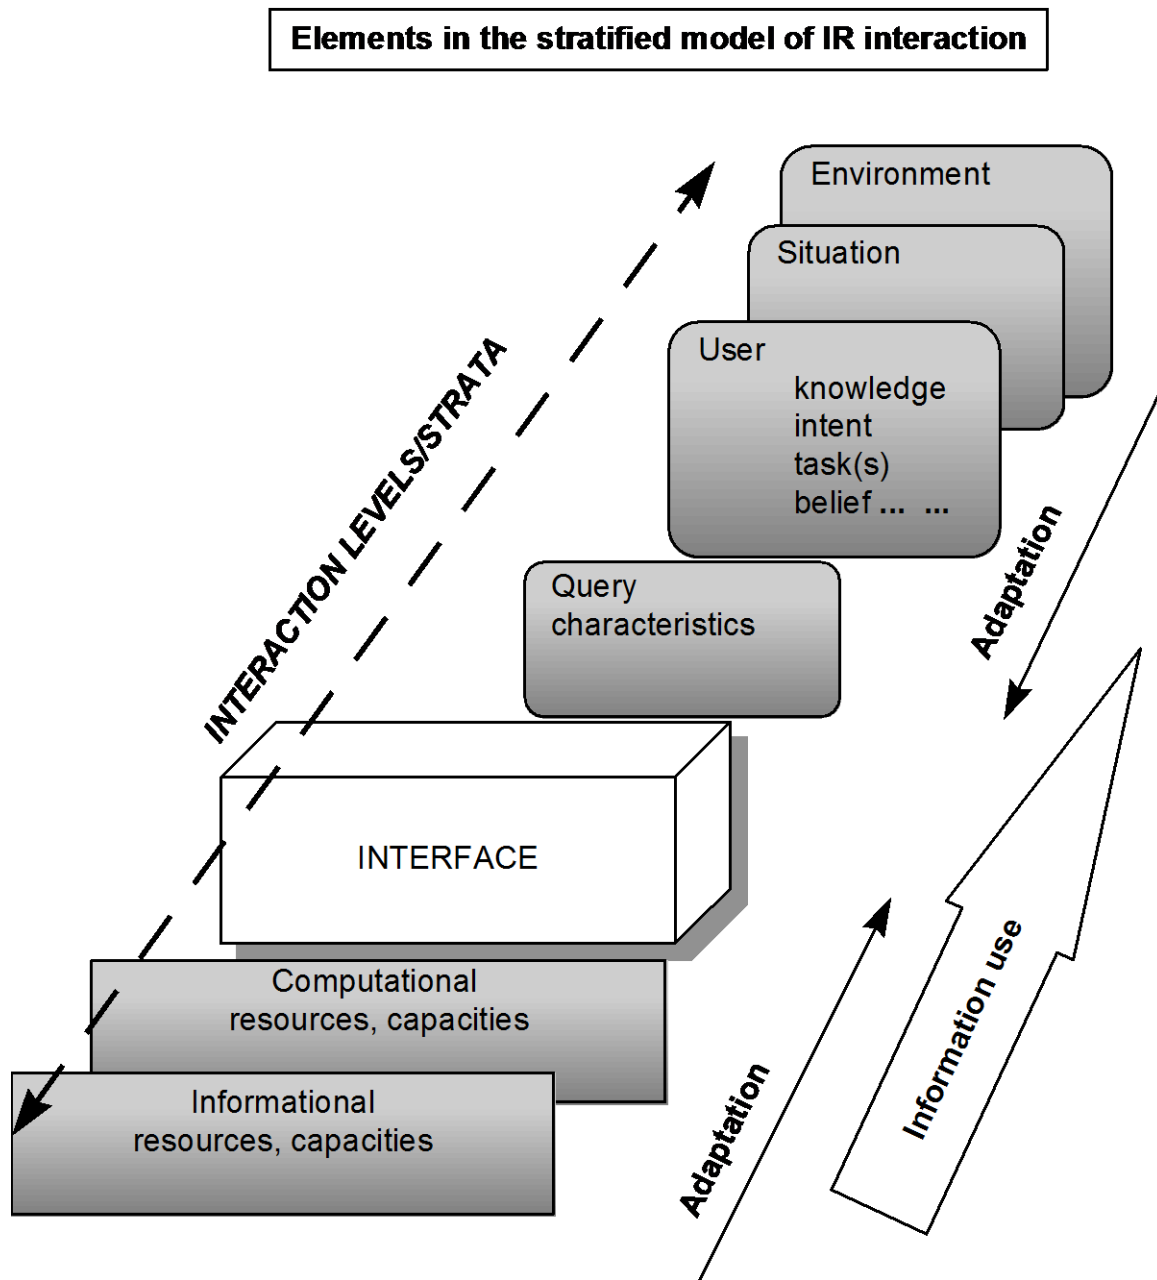 Elements in the stratified model of IR interaction
Environment
Situation
User
knowledge
intent
task(s)
belief ... ...
INTERACTION LEVELS/STRATA
Adaptation
Query
characteristics
INTERFACE
Information use
Computational
resources, capacities
Adaptation
Informational
resources, capacities